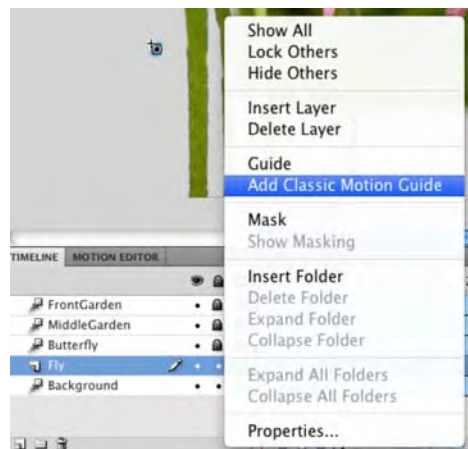 Show All
Lock Others
Hide Others
Insert Layer
Delete Layer
Guide
Add Classic Motion Guide
Mask
Show Masking
Insert Folder
Delete Folder
Expand Folder
Collapse Folder
Expand All Folders
Collapse All Folders
Properties...
TIMELINE MOTION EDITOR
FrontGarden
MiddleGarden
Butterfly
Fly
Background